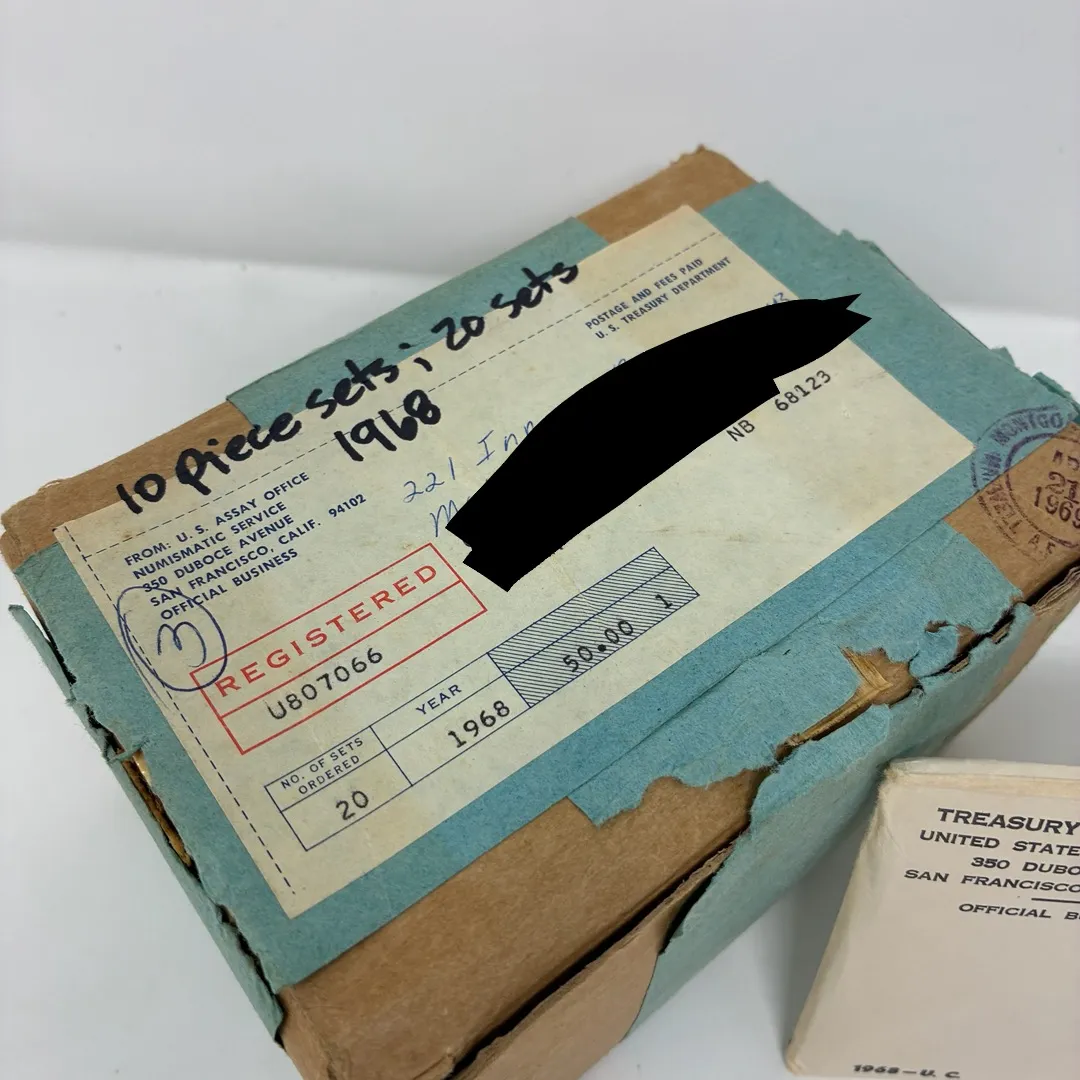 10 piece sets; 20 sets
1968
POSTAGE AND FEES PAID
U. S. TREASURY DEPARTMENT
FROM: U. S. ASSAY OFFICE
NUMISMATIC SERVICE
350 DUBOCE AVENUE
SAN FRANCISCO, CALIF. 94102
OFFICIAL BUSINESS
221
NB 68123
3
REGISTERED
U807066
NO. OF SETS
ORDERED
20
YEAR
1968
50.00 1
21
1969
TREASURY
UNITED STATE
350 DUBO
SAN FRANCISCO
OFFICIAL B
1968-U. C